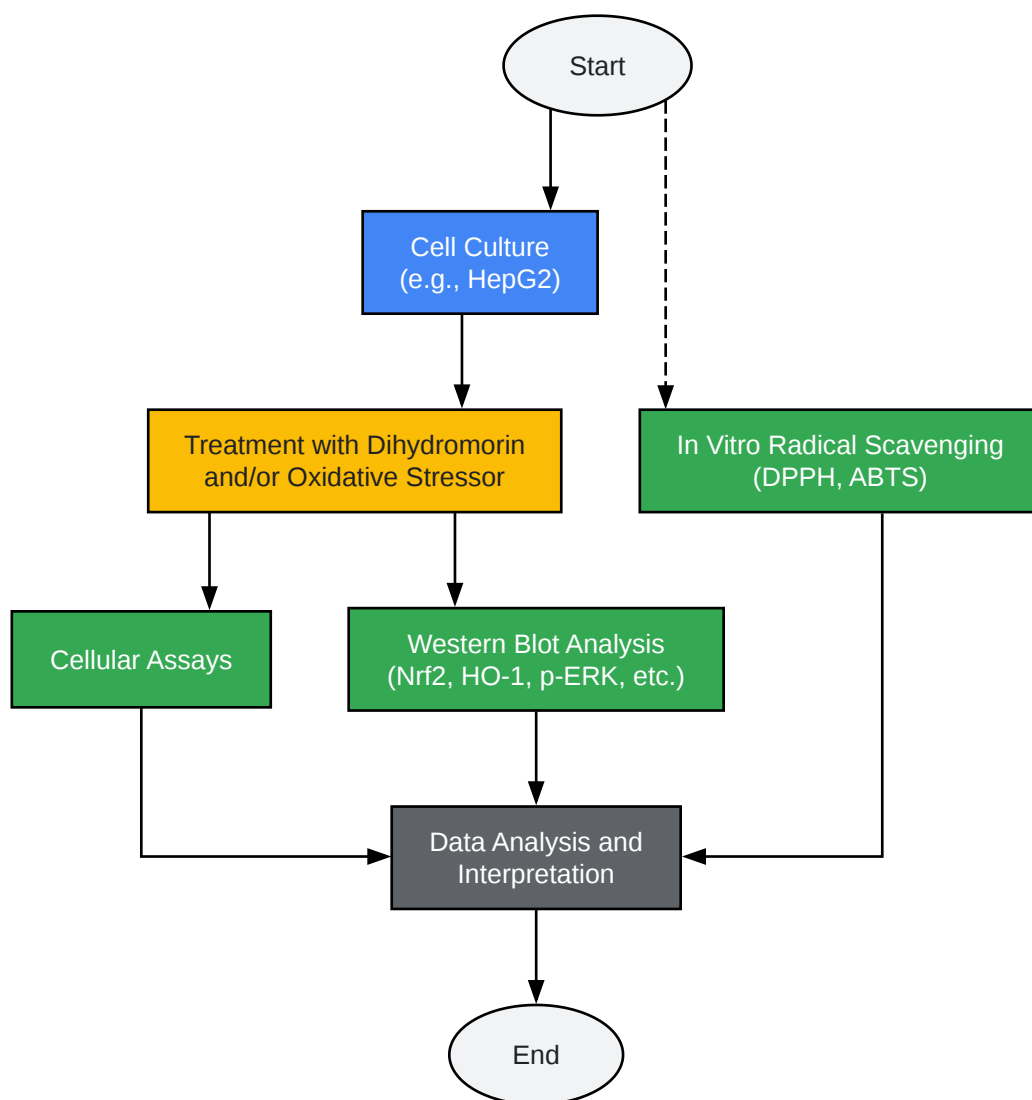 Start
Cell Culture
(e.g., HepG2)
Treatment with Dihydromorin
and/or Oxidative Stressor
In Vitro Radical Scavenging
(DPPH, ABTS)
Cellular Assays
Western Blot Analysis
(Nrf2, HO-1, p-ERK, etc.)
Data Analysis and
Interpretation
End